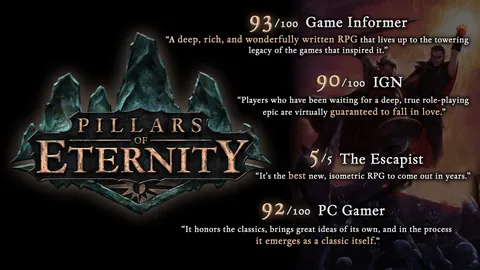 PILLARS
OF
ETERNITY
93/100 Game Informer
“A deep, rich, and wonderfully written RPG that lives up to the towering
legacy of the games that inspired it.”
90/100 IGN
“Players who have been waiting for a deep, true role-playing
epic are virtually guaranteed to fall in love.”
5/5 The Escapist
“It's the best new, isometric RPG to come out in years.”
92/100 PC Gamer
“It honors the classics, brings great ideas of its own, and in the process
it emerges as a classic itself.”